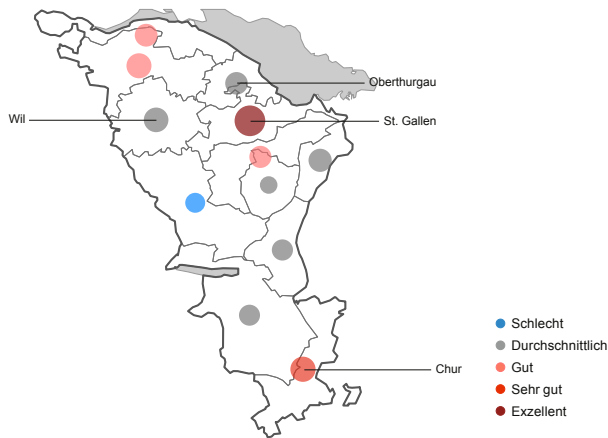 Oberthurgau
Wil
St. Gallen
Chur
Schlecht
Durchschnittlich
Gut
Sehr gut
Exzellent